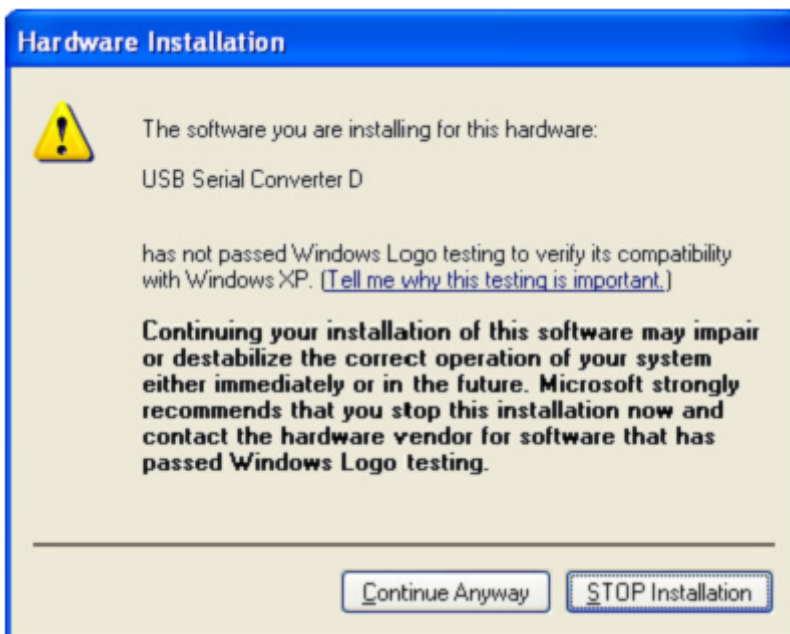 Hardware Installation
The software you are installing for this hardware:
USB Serial Converter D
has not passed Windows Logo testing to verify its compatibility
with Windows XP. (Tell me why this testing is important.)
Continuing your installation of this software may impair
or destabilize the correct operation of your system
either immediately or in the future. Microsoft strongly
recommends that you stop this installation now and
contact the hardware vendor for software that has
passed Windows Logo testing.
Continue Anyway
STOP Installation